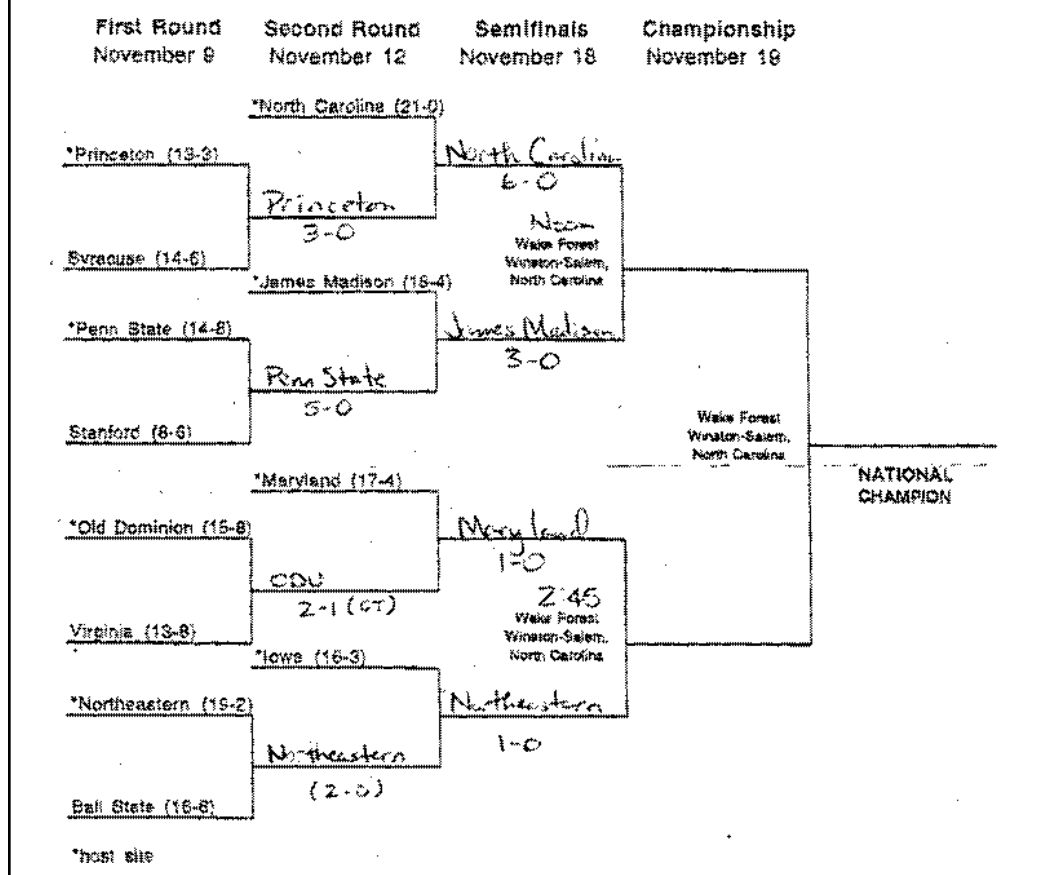 First Round Second Round Semifinals Championship
November 9 November 12 November 18 November 19
*North Carolina (21-0)
*Princeton (13-3)
North Carolina
6-0
Princeton
3-0
Noon
Wake Forest
Winston-Salem,
North Carolina
Syracuse (14-6)
*James Madison (18-4)
*Penn State (14-8)
James Madison
3-0
Penn State
5-0
Stanford (8-6)
Wake Forest
Winston-Salem,
North Carolina
NATIONAL
CHAMPION
*Maryland (17-4)
*Old Dominion (15-8)
Maryland
1-0
ODU
2-1 (OT)
2:45
Wake Forest
Winston-Salem,
North Carolina
Virginia (13-8)
*Iowa (16-3)
*Northeastern (19-2)
Northeastern
1-0
Northeastern
(2-0)
Ball State (16-6)
*host site